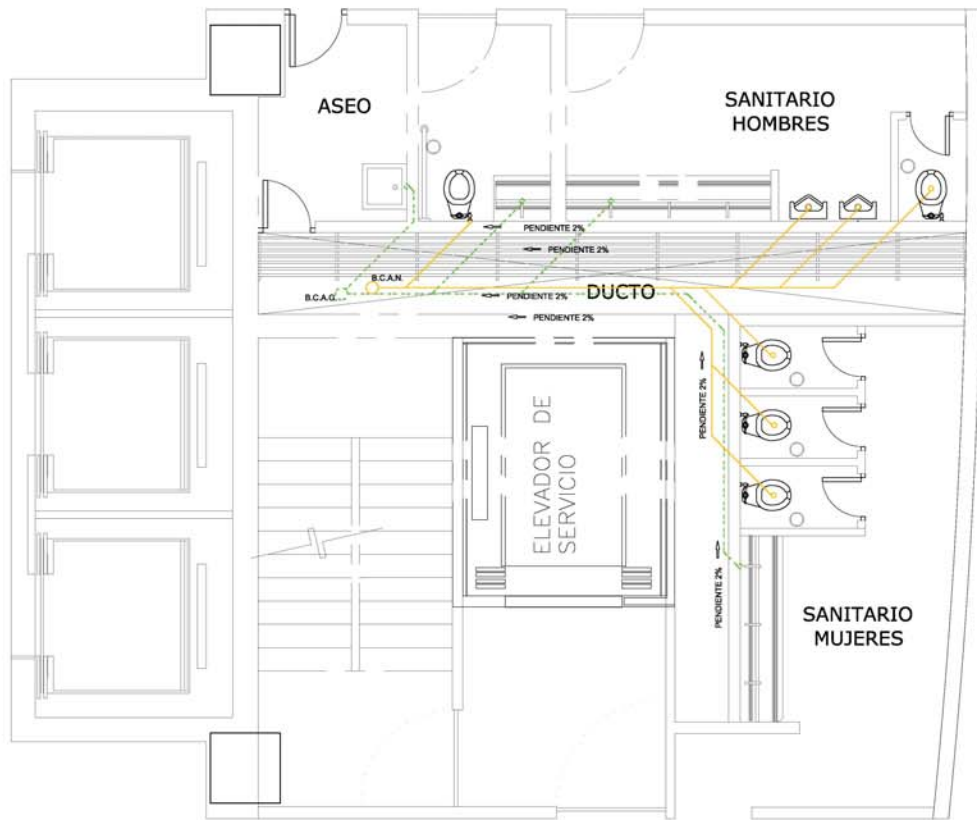 ASEO
SANITARIO
HOMBRES
PENDIENTE 2%
PENDIENTE 2%
B.C.A.N.
B.C.A.G.
PENDIENTE 2%
DUCTO
PENDIENTE 2%
PENDIENTE 2%
ELEVADOR DE
SERVICIO
PENDIENTE 2%
SANITARIO
MUJERES